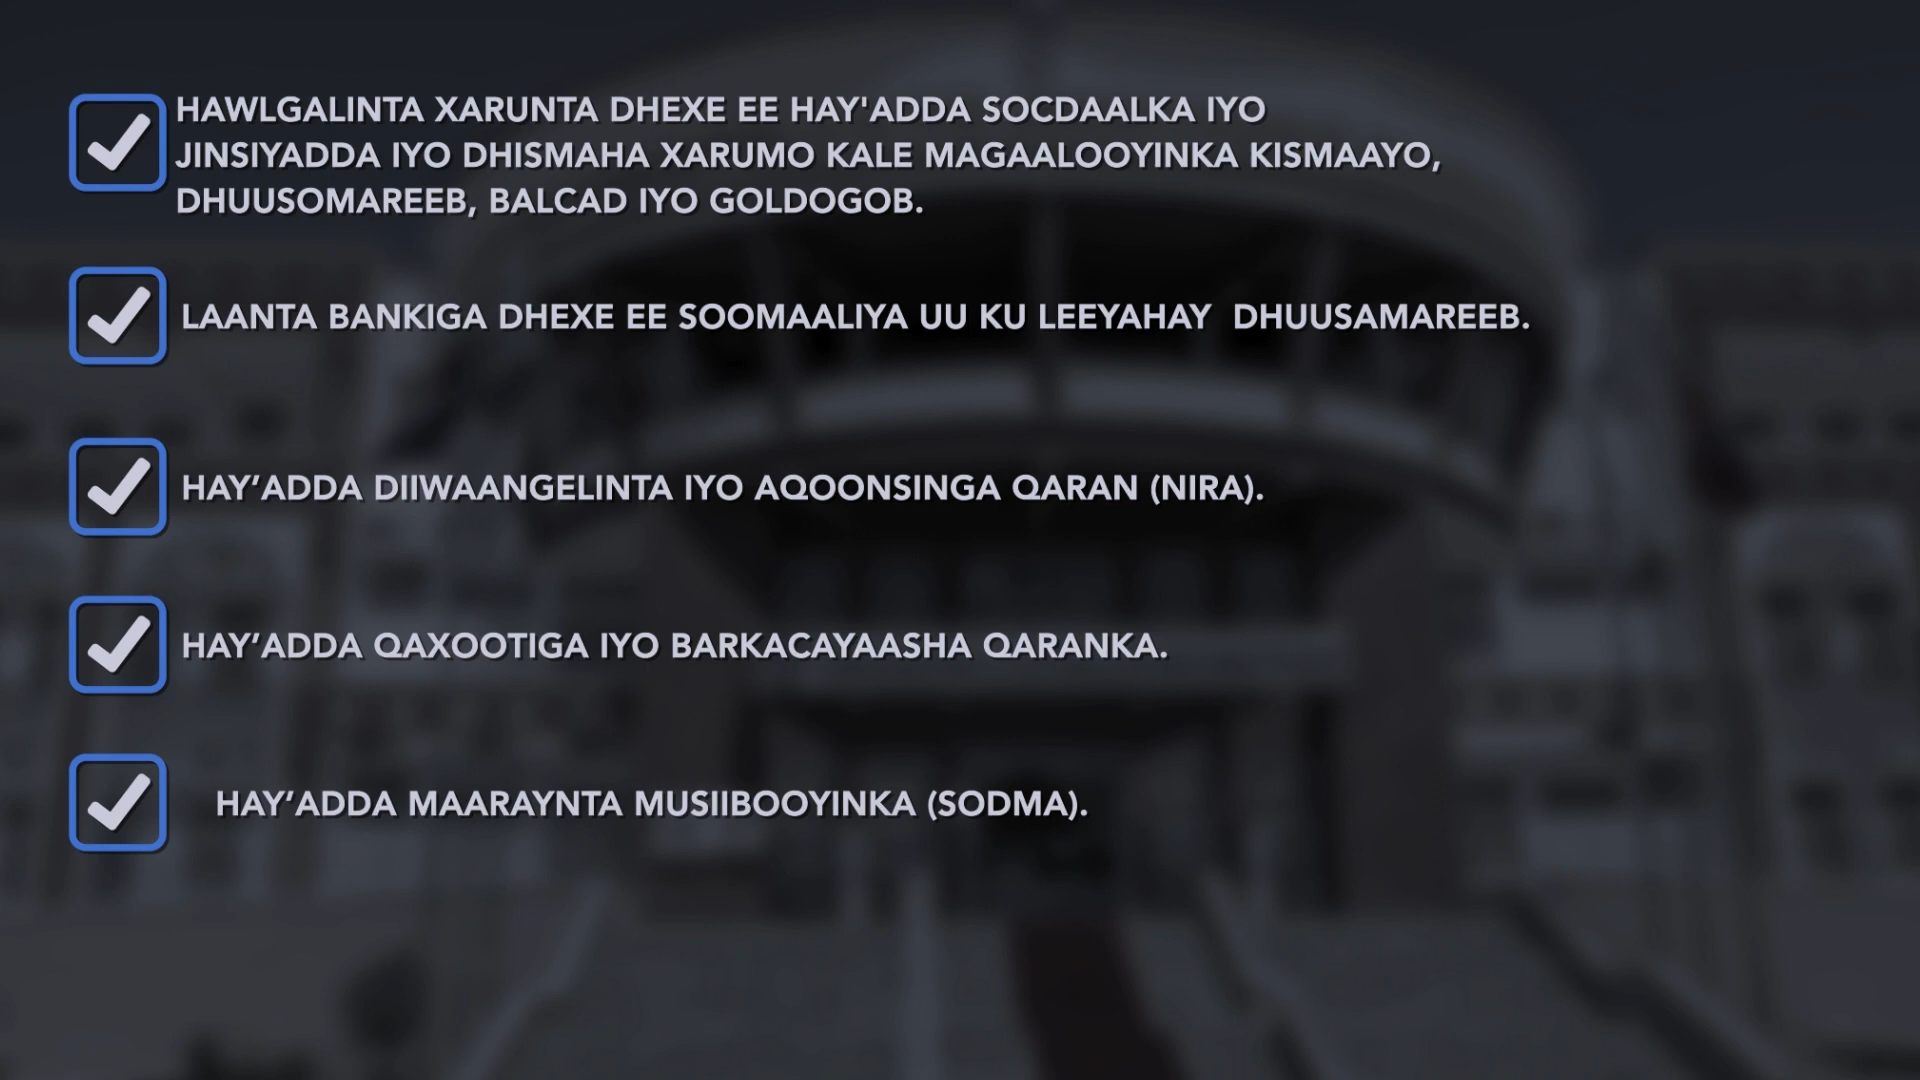 HAWLGALINTA XARUNTA DHEXE EE HAY'ADDA SOCDAALKA IYO
JINSIYADDA IYO DHISMAHA XARUMO KALE MAGAALOOYINKA KISMAAYO,
DHUUSOMAREEB, BALCAD IYO GOLDOGOB.
LAANTA BANKIGA DHEXE EE SOOMAALIYA UU KU LEEYAHAY DHUUSAMAREEB.
HAY’ADDA DIIWAANGELINTA IYO AQOONSINGA QARAN (NIRA).
HAY’ADDA QAXOOTIGA IYO BARKACAYAASHA QARANKA.
HAY’ADDA MAARAYNTA MUSIIBOOYINKA (SODMA).